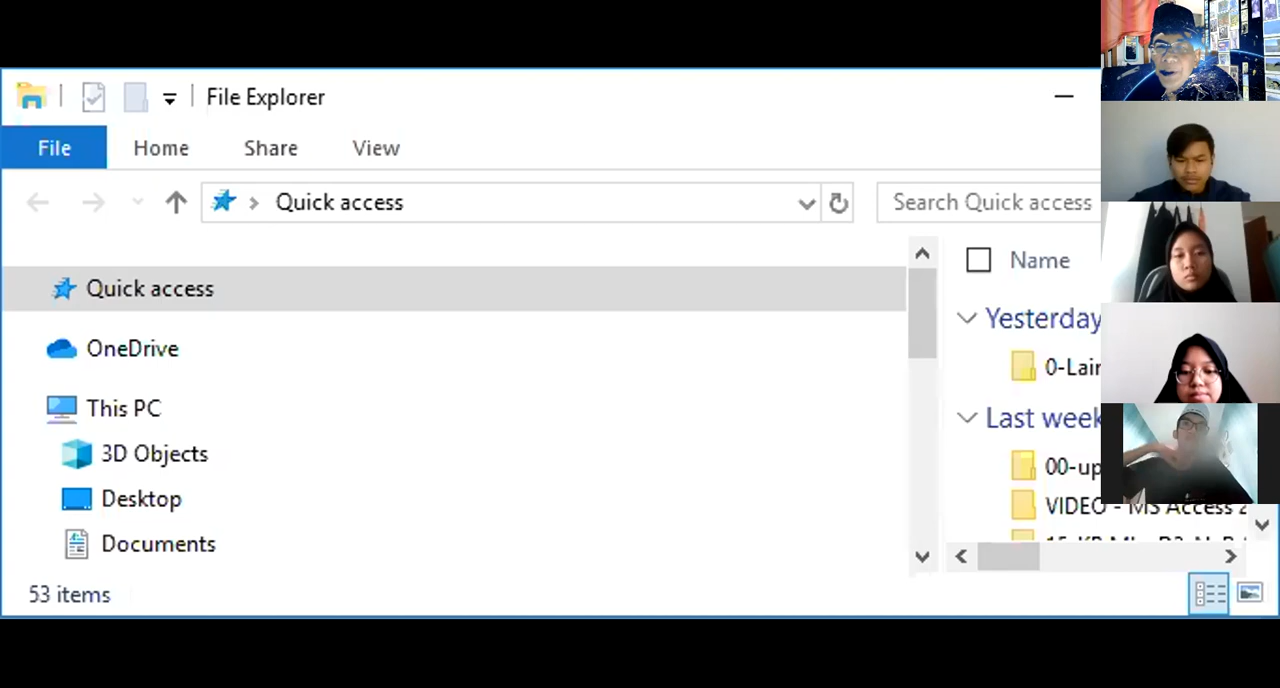 File Explorer
File Home Share View
Quick access Search Quick access
Quick access
OneDrive
This PC
3D Objects
Desktop
Documents
53 items
Name
Yesterday
Last week
VIDEO - MS Access